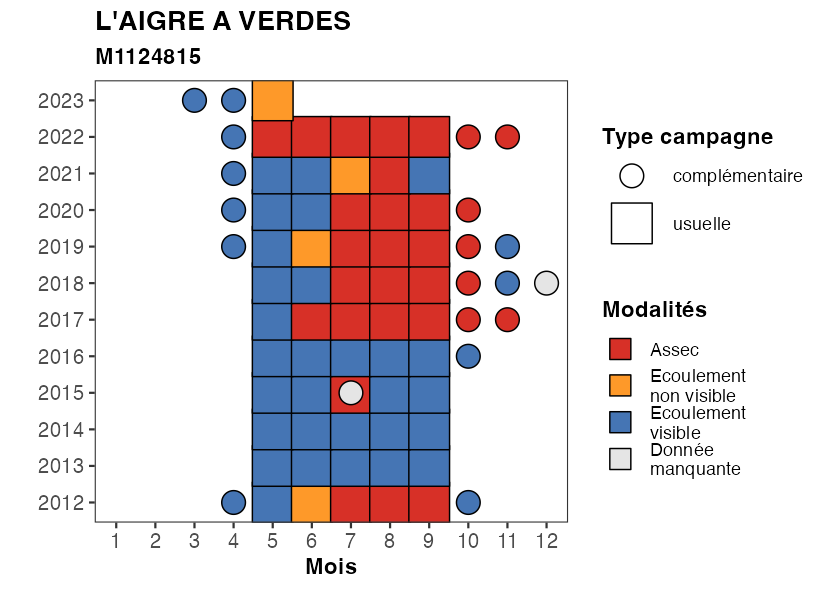 L'AIGRE A VERDES
M1124815
2023
2022
2021
2020
2019
2018
2017
2016
2015
2014
2013
2012
1 2 3 4 5 6 7 8 9 10 11 12
Mois
Type campagne
complémentaire
usuelle
Modalités
Assec
Ecoulement
non visible
Ecoulement
visible
Donnée
manquante